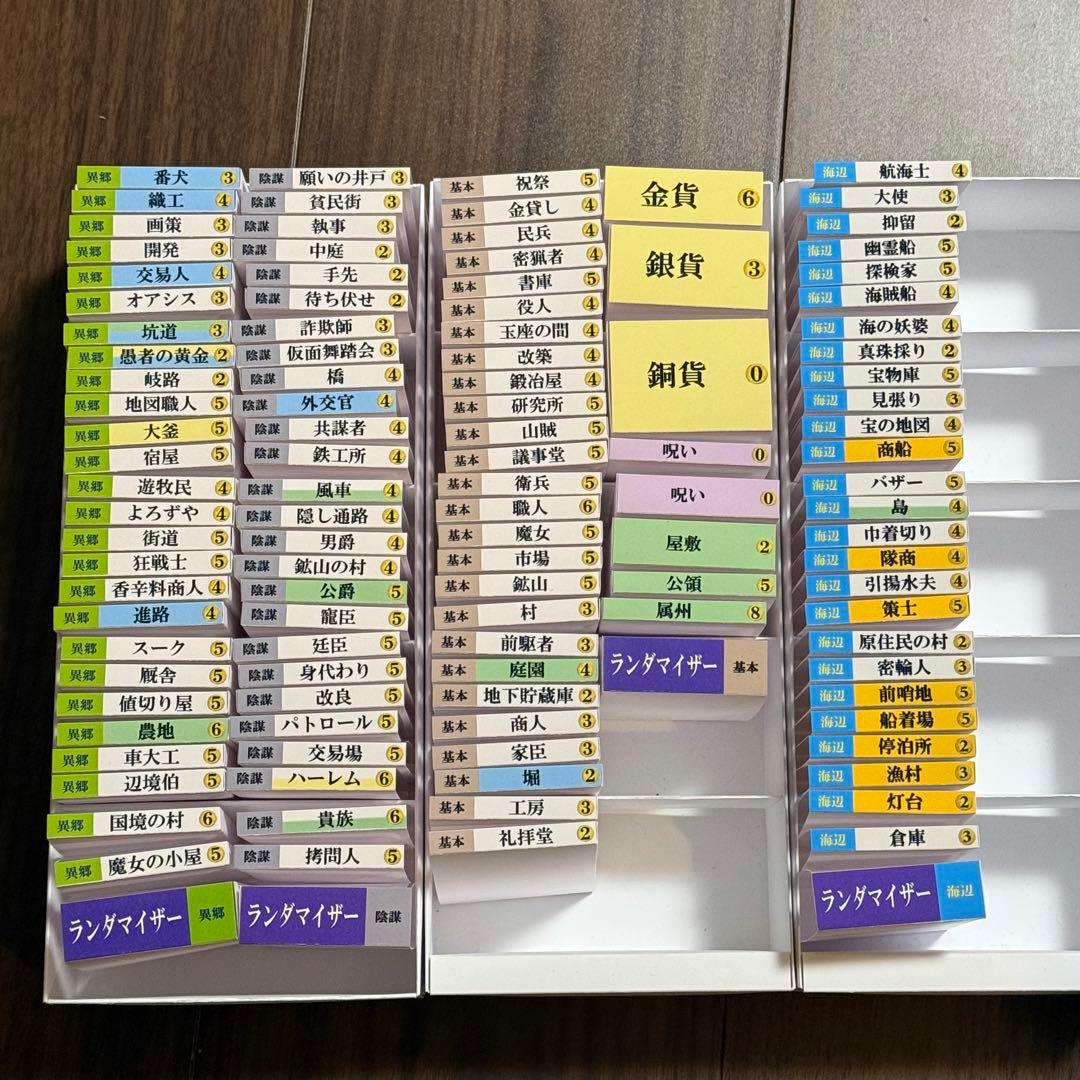 異郷 番犬 3
異郷 織工 4
異郷 画策 3
異郷 開発 3
異郷 交易人 4
異郷 オアシス 3
異郷 坑道 3
異郷 愚者の黄金 2
異郷 岐路 2
異郷 地図職人 5
異郷 大釜 5
異郷 宿屋 5
異郷 遊牧民 4
異郷 よろずや 4
異郷 街道 5
異郷 狂戦士 5
異郷 香辛料商人 4
異郷 進路 4
異郷 スーク 5
異郷 厩舎 5
異郷 値切り屋 5
異郷 農地 6
異郷 車大工 5
異郷 辺境伯 5
異郷 国境の村 6
異郷 魔女の小屋 5
ランダマイザー 異郷
陰謀 願いの井戸 3
陰謀 貧民街 3
陰謀 執事 3
陰謀 中庭 2
陰謀 手先 2
陰謀 待ち伏せ 2
陰謀 詐欺師 3
陰謀 仮面舞踏会 3
陰謀 橋 4
陰謀 外交官 4
陰謀 共謀者 4
陰謀 鉄工所 4
陰謀 風車 4
陰謀 隠し通路 4
陰謀 男爵 4
陰謀 鉱山の村 4
陰謀 公爵 5
陰謀 寵臣 5
陰謀 廷臣 5
陰謀 身代わり 5
陰謀 改良 5
陰謀 パトロール 5
陰謀 交易場 5
陰謀 ハーレム 6
陰謀 貴族 6
陰謀 拷問人 5
ランダマイザー 陰謀
基本 祝祭 5
基本 金貸し 4
基本 民兵 4
基本 密猟者 4
基本 書庫 5
基本 役人 4
基本 玉座の間 4
基本 改築 4
基本 鍛冶屋 4
基本 研究所 5
基本 山賊 5
基本 議事堂 5
基本 衛兵 5
基本 職人 6
基本 魔女 5
基本 市場 5
基本 鉱山 5
基本 村 3
基本 前駆者 3
基本 庭園 4
基本 地下貯蔵庫 2
基本 商人 3
基本 家臣 3
基本 堀 2
基本 工房 3
基本 礼拝堂 2
金貨 6
銀貨 3
銅貨 0
呪い 0
呪い 0
屋敷 2
公領 5
属州 8
ランダマイザー 基本
海辺 航海士 4
海辺 大使 3
海辺 抑留 2
海辺 幽霊船 5
海辺 探検家 5
海辺 海賊船 4
海辺 海の妖婆 4
海辺 真珠採り 2
海辺 宝物庫 5
海辺 見張り 3
海辺 宝の地図 4
海辺 商船 5
海辺 バザー 5
海辺 島 4
海辺 巾着切り 4
海辺 隊商 4
海辺 引揚水夫 4
海辺 策士 5
海辺 原住民の村 2
海辺 密輸人 3
海辺 前哨地 5
海辺 船着場 5
海辺 停泊所 2
海辺 漁村 3
海辺 灯台 2
海辺 倉庫 3
ランダマイザー 海辺